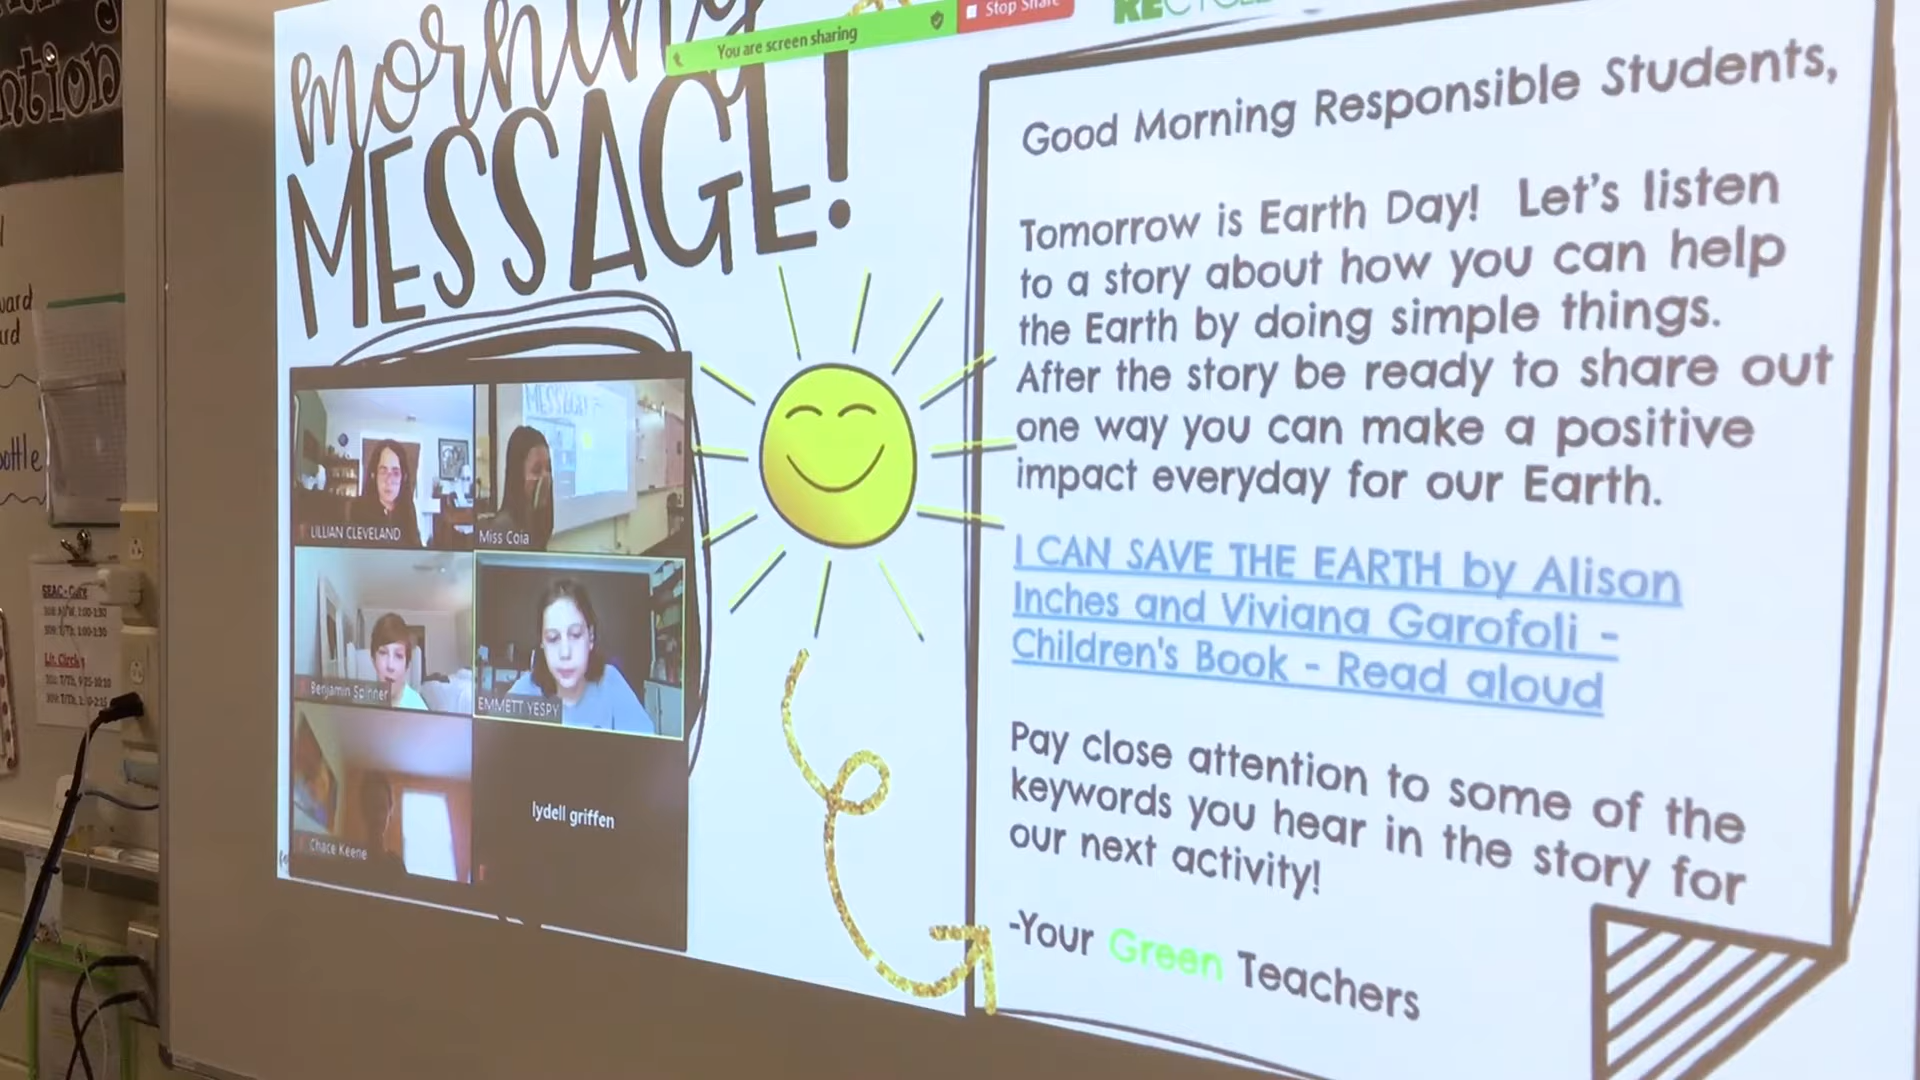 morning
MESSAGE!
You are screen sharing
Stop Share
RECYCLE
Good Morning Responsible Students,
Tomorrow is Earth Day! Let's listen
to a story about how you can help
the Earth by doing simple things.
After the story be ready to share out
one way you can make a positive
impact everyday for our Earth.
I CAN SAVE THE EARTH by Alison
Inches and Viviana Garofoli -
Children's Book - Read aloud
Pay close attention to some of the
keywords you hear in the story for
our next activity!
-Your Green Teachers
MESSAGE!
LILLIAN CLEVELAND
Miss Coia
Benjamin Spinner
EMMETT YESPY
Chace Keene
lydell griffen